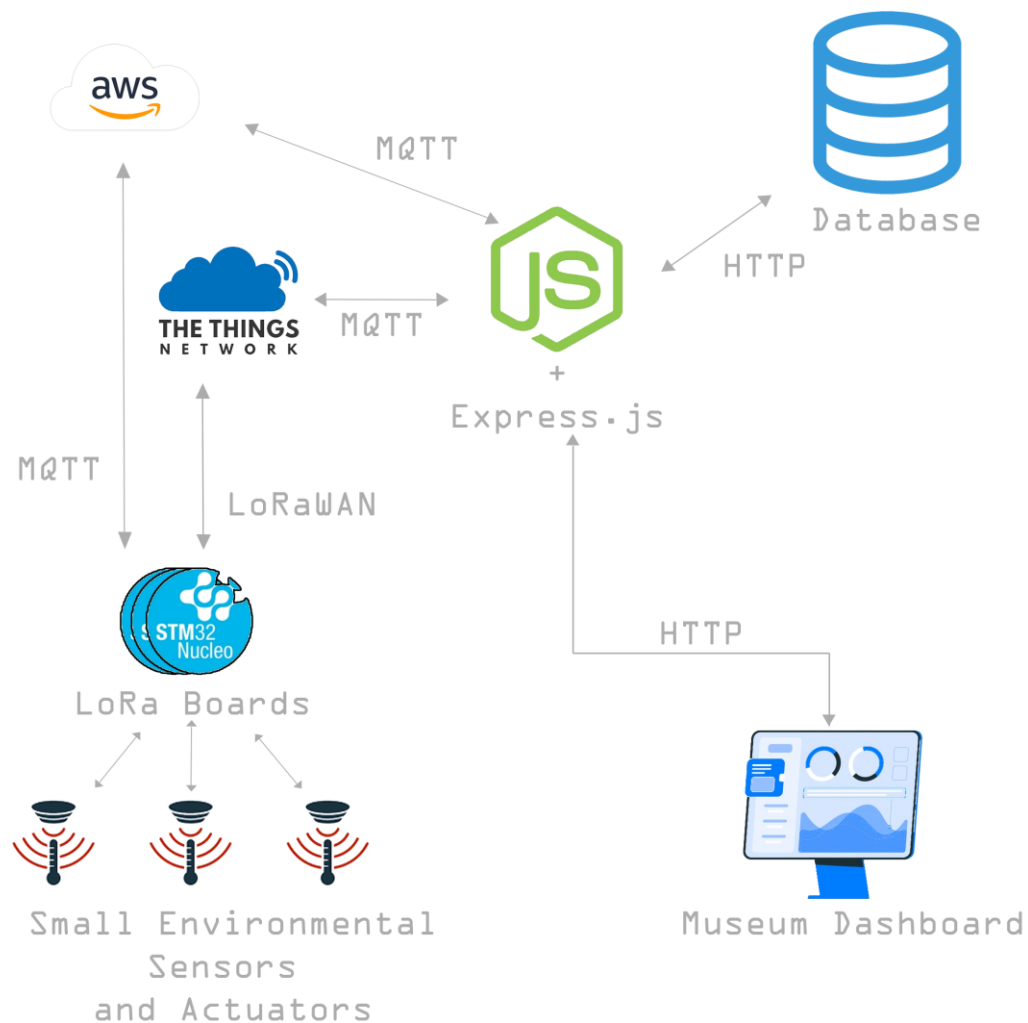 aws
MQTT
Database
HTTP
THE THINGS
NETWORK
MQTT
JS
+
Express.js
MQTT
LoRaWAN
STM32
Nucleo
LoRa Boards
HTTP
Small Environmental
Sensors
and Actuators
Museum Dashboard